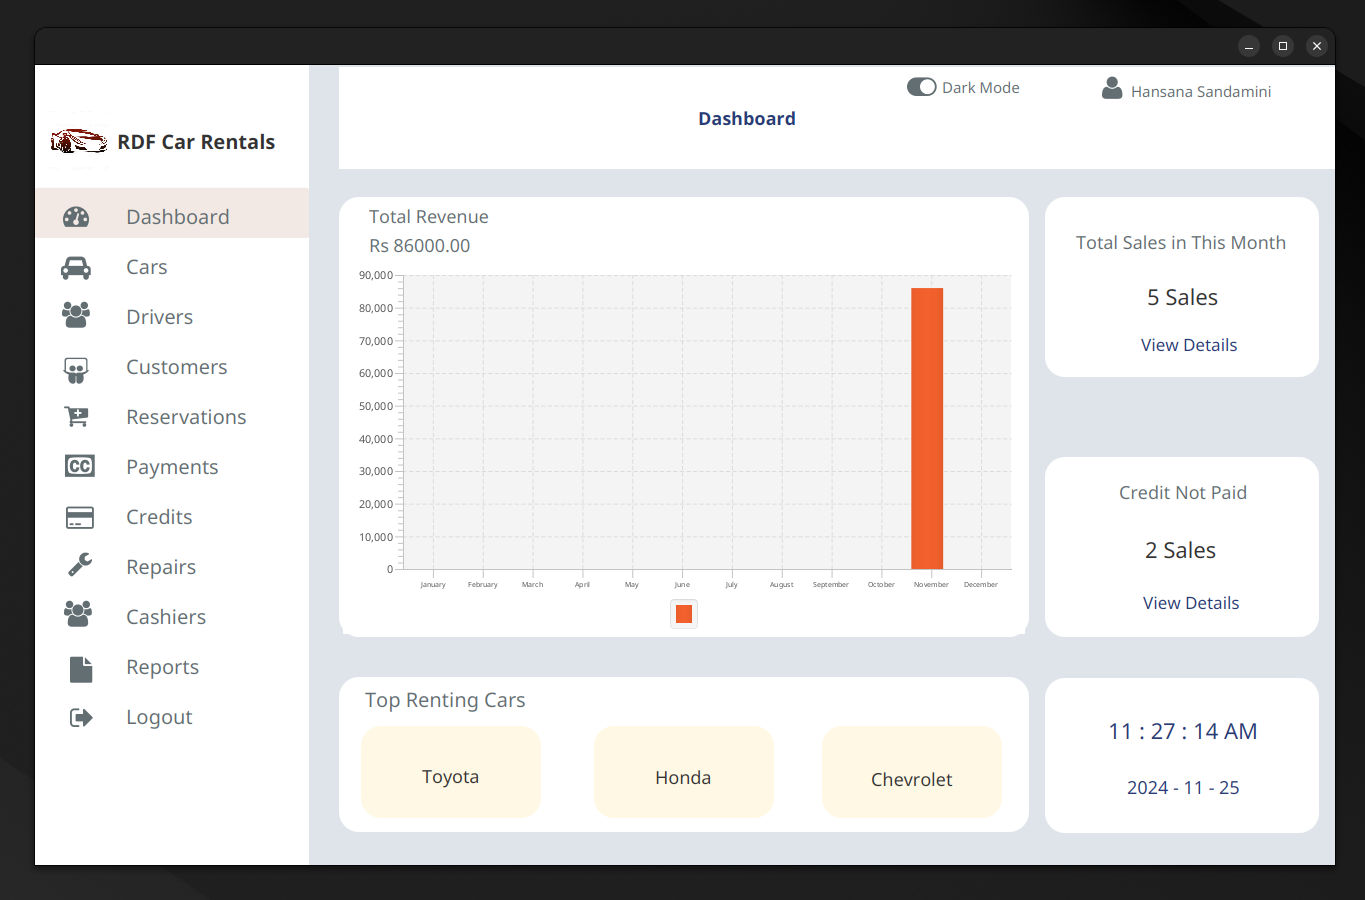 Dark Mode
Hansana Sandamini
Dashboard
RDF Car Rentals
Dashboard
Cars
Drivers
Customers
Reservations
CC
Payments
Credits
Repairs
Cashiers
Reports
Logout
Total Revenue
Rs 86000.00
90,000
80,000
70,000
60,000
50,000
40,000
30,000
20,000
10,000
0
January February March April May June July August September October November December
Total Sales in This Month
5 Sales
View Details
Credit Not Paid
2 Sales
View Details
Top Renting Cars
Toyota
Honda
Chevrolet
11 : 27 : 14 AM
2024 - 11 - 25